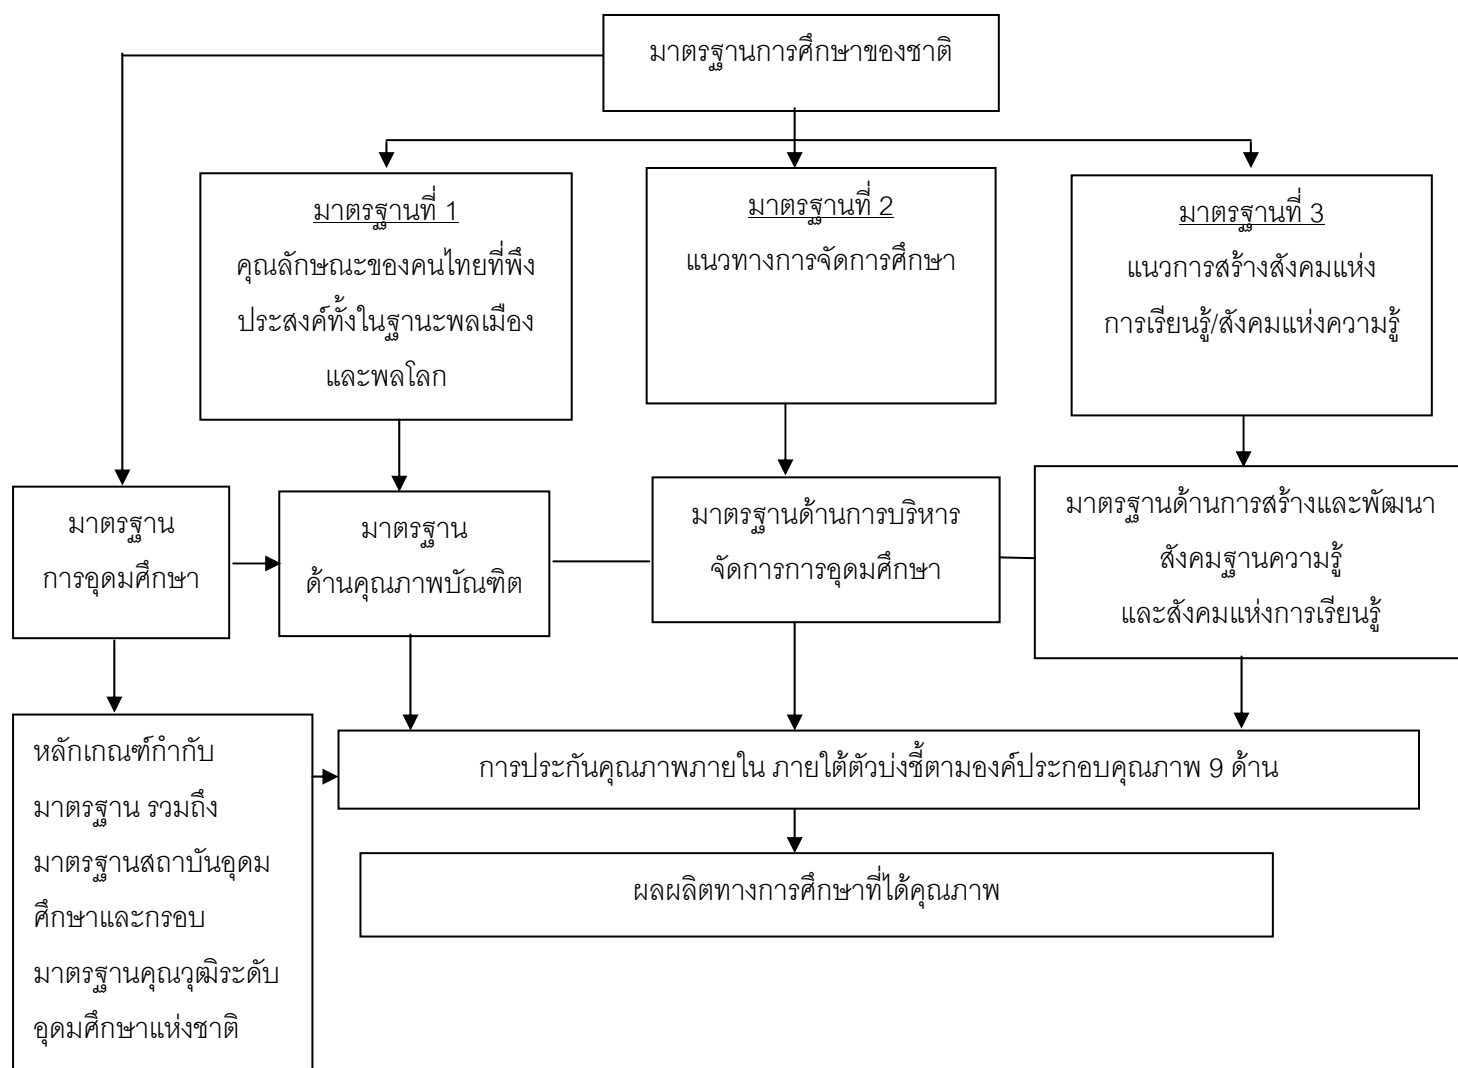 มาตรฐานการศึกษาของชาติ
มาตรฐานที่ 1
คุณลักษณะของคนไทยที่พึง
ประสงค์ทั้งในฐานะพลเมือง
และพลโลก
มาตรฐานที่ 2
แนวทางการจัดการศึกษา
มาตรฐานที่ 3
แนวการสร้างสังคมแห่ง
การเรียนรู้/สังคมแห่งความรู้
มาตรฐาน
การอุดมศึกษา
มาตรฐาน
ด้านคุณภาพบัณฑิต
มาตรฐานด้านการบริหาร
จัดการการอุดมศึกษา
มาตรฐานด้านการสร้างและพัฒนา
สังคมฐานความรู้
และสังคมแห่งการเรียนรู้
หลักเกณฑ์กำกับ
มาตรฐาน รวมถึง
มาตรฐานสถาบันอุดม
ศึกษาและกรอบ
มาตรฐานคุณวุฒิระดับ
อุดมศึกษาแห่งชาติ
การประกันคุณภาพภายใน ภายใต้ตัวบ่งชี้ตามองค์ประกอบคุณภาพ 9 ด้าน
ผลผลิตทางการศึกษาที่ได้คุณภาพ